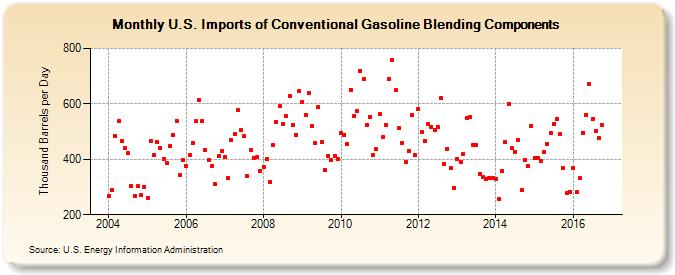 Monthly U.S. Imports of Conventional Gasoline Blending Components
Thousand Barrels per Day
800
600
400
200
2004 2006 2008 2010 2012 2014 2016
Source: U.S. Energy Information Administration